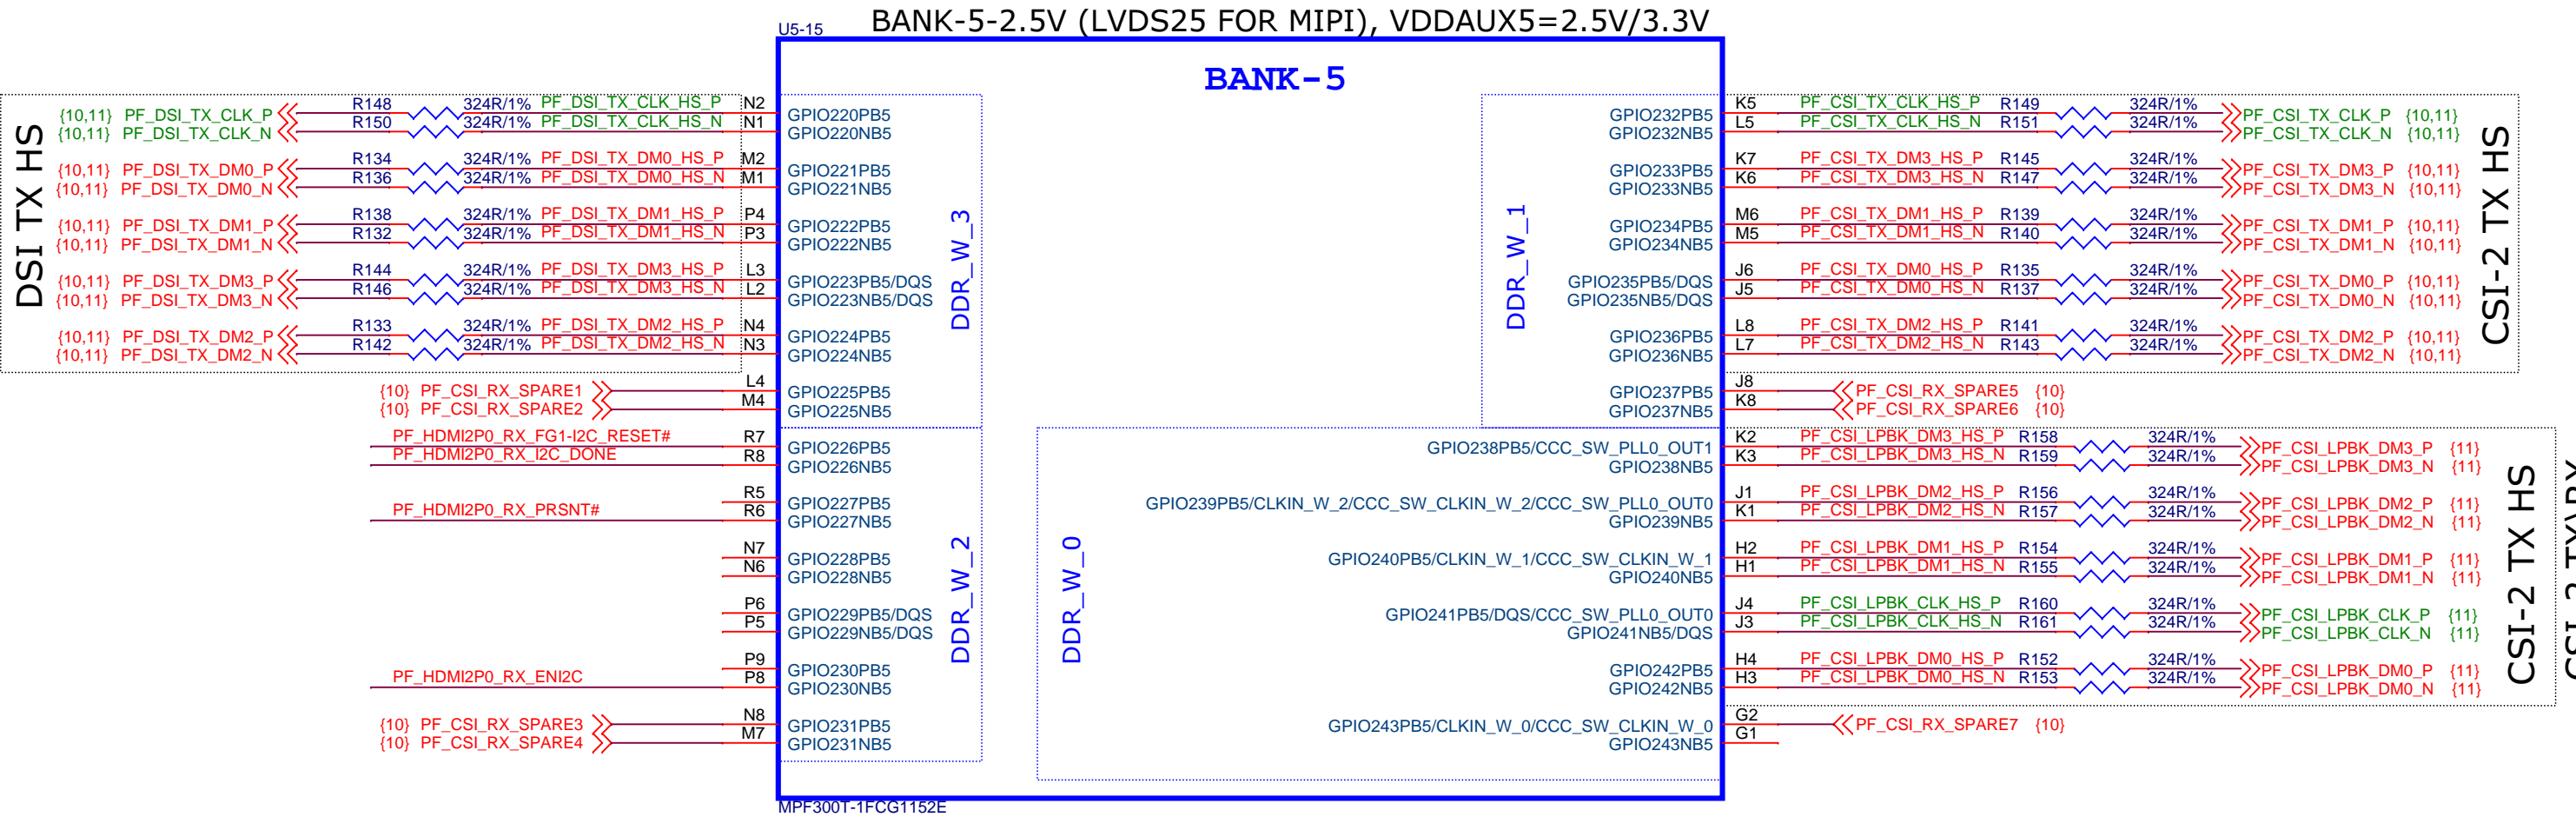 BANK-5-2.5V (LVDS25 FOR MIPI), VDDAUX5=2.5V/3.3V
U5-15
BANK-5
DSI TX HS
{10,11} PF_DSI_TX_CLK_P R148 324R/1% PF_DSI_TX_CLK_HS_P N2 GPIO220PB5
{10,11} PF_DSI_TX_CLK_N R150 324R/1% PF_DSI_TX_CLK_HS_N N1 GPIO220NB5
{10,11} PF_DSI_TX_DM0_P R134 324R/1% PF_DSI_TX_DM0_HS_P M2 GPIO221PB5
{10,11} PF_DSI_TX_DM0_N R136 324R/1% PF_DSI_TX_DM0_HS_N M1 GPIO221NB5
{10,11} PF_DSI_TX_DM1_P R138 324R/1% PF_DSI_TX_DM1_HS_P P4 GPIO222PB5
{10,11} PF_DSI_TX_DM1_N R132 324R/1% PF_DSI_TX_DM1_HS_N P3 GPIO222NB5
{10,11} PF_DSI_TX_DM3_P R144 324R/1% PF_DSI_TX_DM3_HS_P L3 GPIO223PB5/DQS
{10,11} PF_DSI_TX_DM3_N R146 324R/1% PF_DSI_TX_DM3_HS_N L2 GPIO223NB5/DQS
{10,11} PF_DSI_TX_DM2_P R133 324R/1% PF_DSI_TX_DM2_HS_P N4 GPIO224PB5
{10,11} PF_DSI_TX_DM2_N R142 324R/1% PF_DSI_TX_DM2_HS_N N3 GPIO224NB5
{10} PF_CSI_RX_SPARE1 L4 GPIO225PB5
{10} PF_CSI_RX_SPARE2 M4 GPIO225NB5
DDR_W_3
PF_HDMI2P0_RX_FG1-I2C_RESET# R7 GPIO226PB5
PF_HDMI2P0_RX_I2C_DONE R8 GPIO226NB5
R5 GPIO227PB5
PF_HDMI2P0_RX_PRSNT# R6 GPIO227NB5
N7 GPIO228PB5
N6 GPIO228NB5
P6 GPIO229PB5/DQS
P5 GPIO229NB5/DQS
P9 GPIO230PB5
PF_HDMI2P0_RX_ENI2C P8 GPIO230NB5
{10} PF_CSI_RX_SPARE3 N8 GPIO231PB5
{10} PF_CSI_RX_SPARE4 M7 GPIO231NB5
DDR_W_2
DDR_W_1
GPIO232PB5 K5 PF_CSI_TX_CLK_HS_P R149 324R/1% PF_CSI_TX_CLK_P {10,11}
GPIO232NB5 L5 PF_CSI_TX_CLK_HS_N R151 324R/1% PF_CSI_TX_CLK_N {10,11}
GPIO233PB5 K7 PF_CSI_TX_DM3_HS_P R145 324R/1% PF_CSI_TX_DM3_P {10,11}
GPIO233NB5 K6 PF_CSI_TX_DM3_HS_N R147 324R/1% PF_CSI_TX_DM3_N {10,11}
GPIO234PB5 M6 PF_CSI_TX_DM1_HS_P R139 324R/1% PF_CSI_TX_DM1_P {10,11}
GPIO234NB5 M5 PF_CSI_TX_DM1_HS_N R140 324R/1% PF_CSI_TX_DM1_N {10,11}
GPIO235PB5/DQS J6 PF_CSI_TX_DM0_HS_P R135 324R/1% PF_CSI_TX_DM0_P {10,11}
GPIO235NB5/DQS J5 PF_CSI_TX_DM0_HS_N R137 324R/1% PF_CSI_TX_DM0_N {10,11}
GPIO236PB5 L8 PF_CSI_TX_DM2_HS_P R141 324R/1% PF_CSI_TX_DM2_P {10,11}
GPIO236NB5 L7 PF_CSI_TX_DM2_HS_N R143 324R/1% PF_CSI_TX_DM2_N {10,11}
CSI-2 TX HS
GPIO237PB5 J8 PF_CSI_RX_SPARE5 {10}
GPIO237NB5 K8 PF_CSI_RX_SPARE6 {10}
DDR_W_0
GPIO238PB5/CCC_SW_PLL0_OUT1 K2 PF_CSI_LPBK_DM3_HS_P R158 324R/1% PF_CSI_LPBK_DM3_P {11}
GPIO238NB5 K3 PF_CSI_LPBK_DM3_HS_N R159 324R/1% PF_CSI_LPBK_DM3_N {11}
GPIO239PB5/CLKIN_W_2/CCC_SW_CLKIN_W_2/CCC_SW_PLL0_OUT0 J1 PF_CSI_LPBK_DM2_HS_P R156 324R/1% PF_CSI_LPBK_DM2_P {11}
GPIO239NB5 K1 PF_CSI_LPBK_DM2_HS_N R157 324R/1% PF_CSI_LPBK_DM2_N {11}
GPIO240PB5/CLKIN_W_1/CCC_SW_CLKIN_W_1 H2 PF_CSI_LPBK_DM1_HS_P R154 324R/1% PF_CSI_LPBK_DM1_P {11}
GPIO240NB5 H1 PF_CSI_LPBK_DM1_HS_N R155 324R/1% PF_CSI_LPBK_DM1_N {11}
GPIO241PB5/DQS/CCC_SW_PLL0_OUT0 J4 PF_CSI_LPBK_CLK_HS_P R160 324R/1% PF_CSI_LPBK_CLK_P {11}
GPIO241NB5/DQS J3 PF_CSI_LPBK_CLK_HS_N R161 324R/1% PF_CSI_LPBK_CLK_N {11}
GPIO242PB5 H4 PF_CSI_LPBK_DM0_HS_P R152 324R/1% PF_CSI_LPBK_DM0_P {11}
GPIO242NB5 H3 PF_CSI_LPBK_DM0_HS_N R153 324R/1% PF_CSI_LPBK_DM0_N {11}
CSI-2 TX HS
GPIO243PB5/CLKIN_W_0/CCC_SW_CLKIN_W_0 G2 PF_CSI_RX_SPARE7 {10}
GPIO243NB5 G1
MPF300T-1FCG1152E